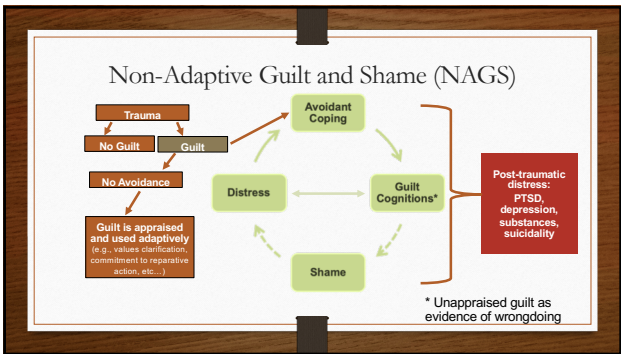 Non-Adaptive Guilt and Shame (NAGS)
Trauma
No Guilt
Guilt
No Avoidance
Guilt is appraised
and used adaptively
(e.g., values clarification,
commitment to reparative
action, etc…)
Avoidant
Coping
Distress
Guilt
Cognitions*
Shame
Post-traumatic
distress:
PTSD,
depression,
substances,
suicidality
* Unappraised guilt as
evidence of wrongdoing